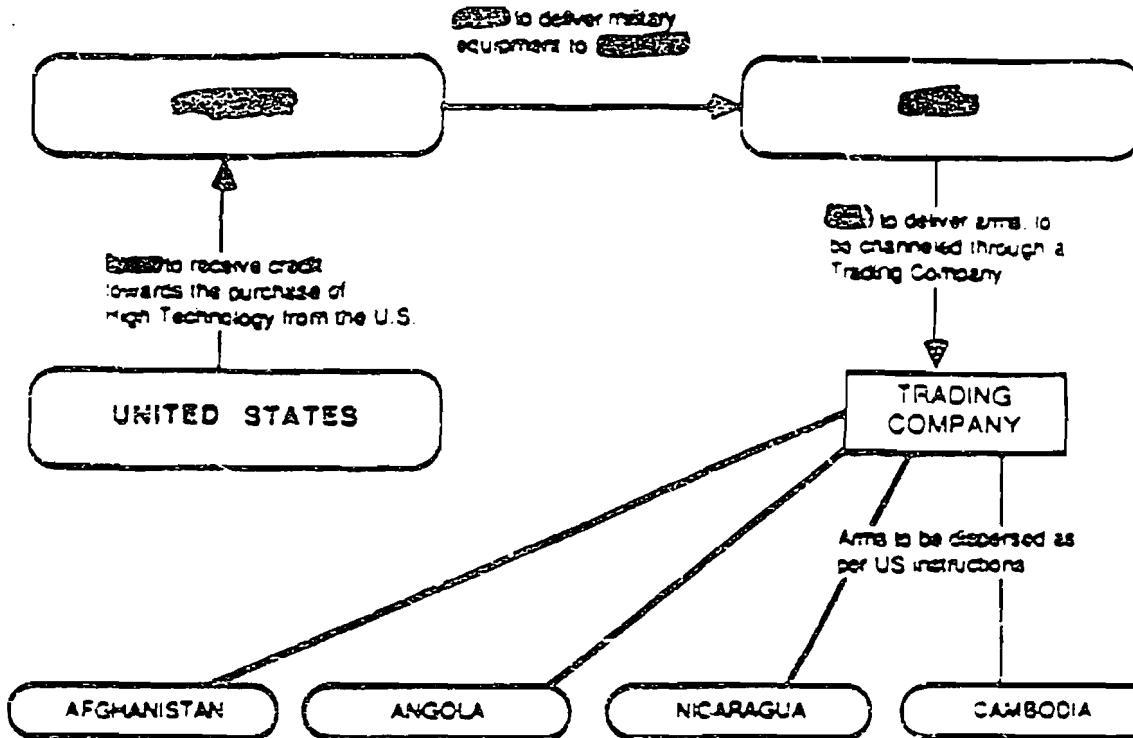 to deliver military
equipment to
to receive credit
towards the purchase of
High Technology from the U.S.
to deliver arms, to
be channeled through a
Trading Company
UNITED STATES
TRADING
COMPANY
Arms to be dispersed as
per US instructions
AFGHANISTAN
ANGOLA
NICARAGUA
CAMBODIA